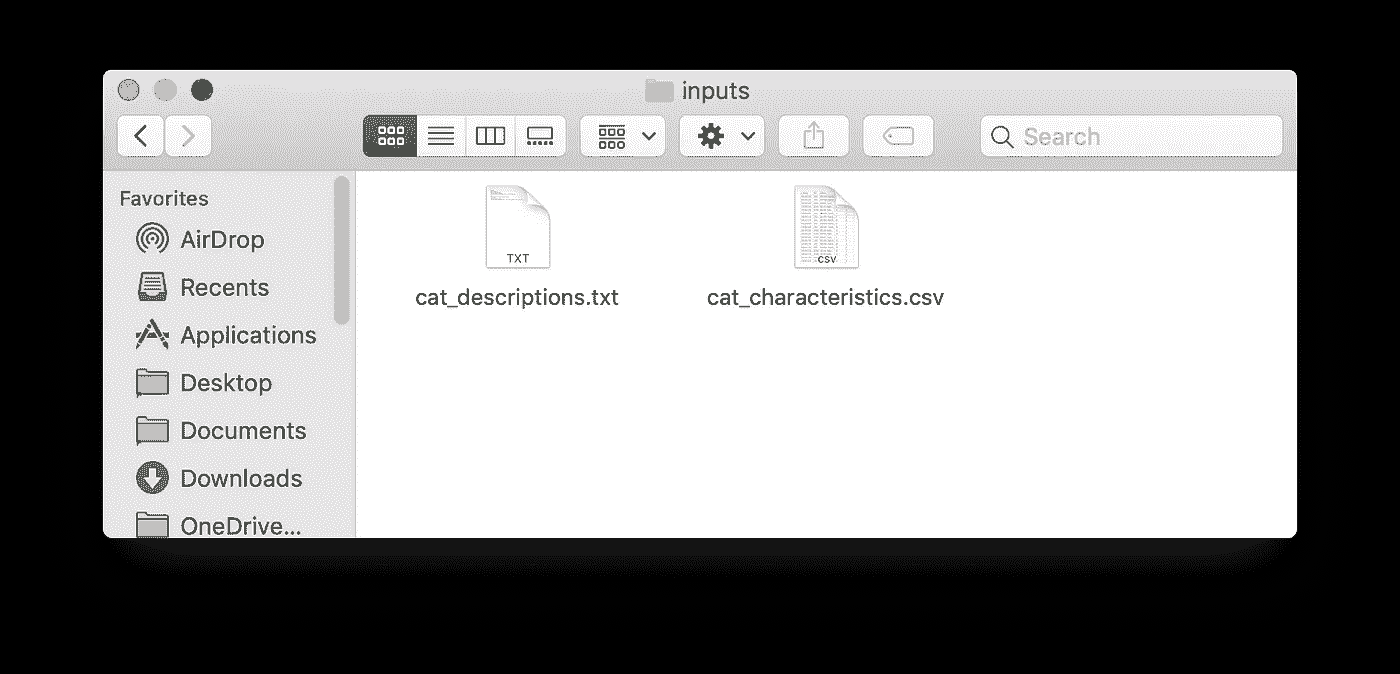 inputs
Search
Favorites
AirDrop
Recents
Applications
Desktop
Documents
Downloads
OneDrive...
TXT
CSV
cat_descriptions.txt
cat_characteristics.csv